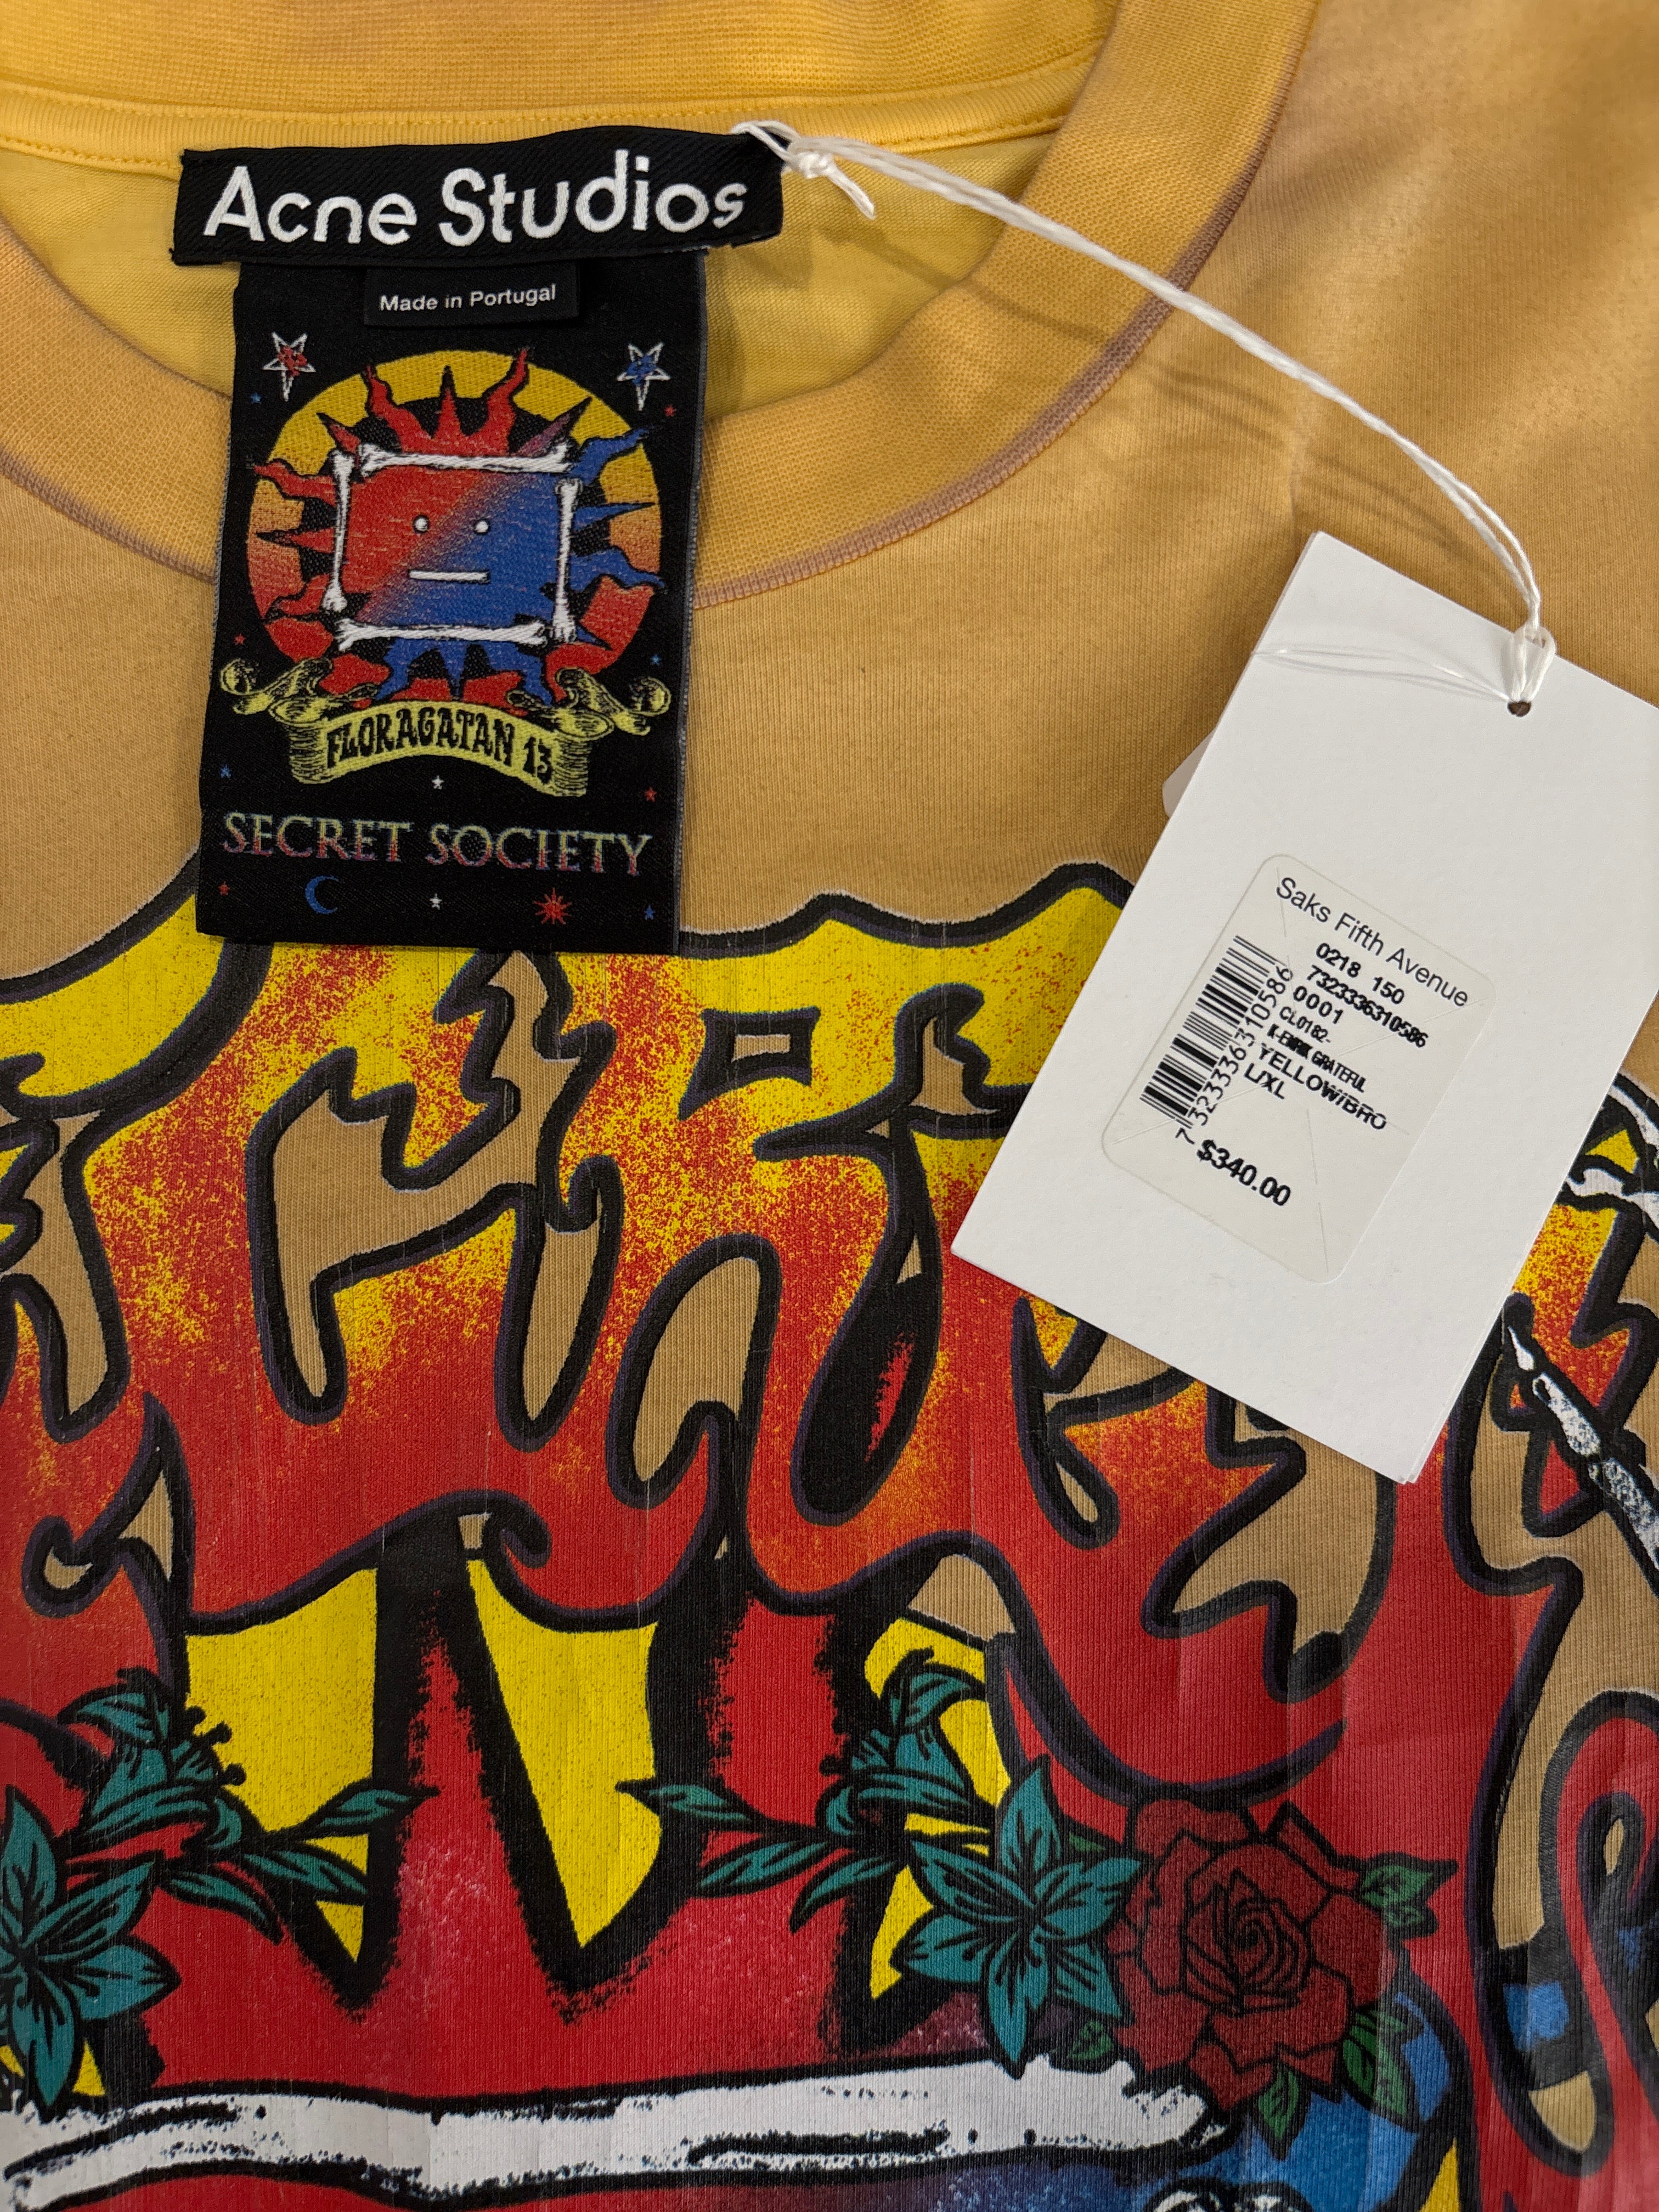 Acne Studios
Made in Portugal
FLORAGATAN 13
SECRET SOCIETY
Saks Fifth Avenue
0218 150
7323336310586
0001
CL0182-
GRATEFUL
YELLOW/BRO
L/XL
7323336310586
$340.00